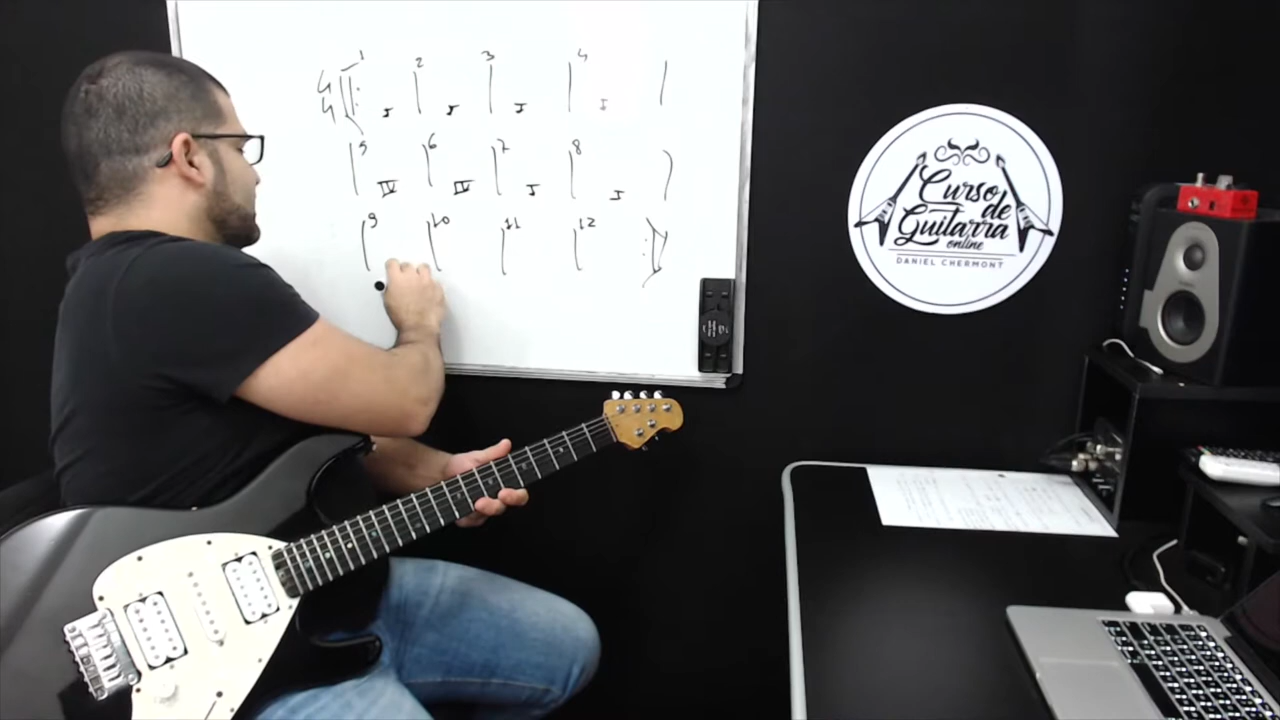 1 2 3 4
4
4 I I I I
5 6 7 8
IV IV I I
9 10 11 12
Curso
de
Guitarra
online
DANIEL CHERMONT